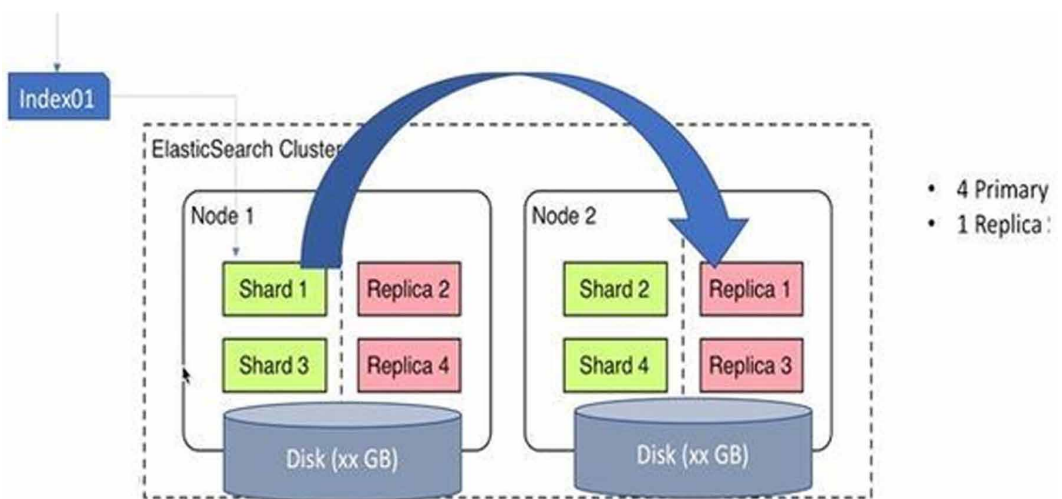 Index01
ElasticSearch Cluster
Node 1
Shard 1
Replica 2
Shard 3
Replica 4
Disk (xx GB)
Node 2
Shard 2
Replica 1
Shard 4
Replica 3
Disk (xx GB)
• 4 Primary
• 1 Replica